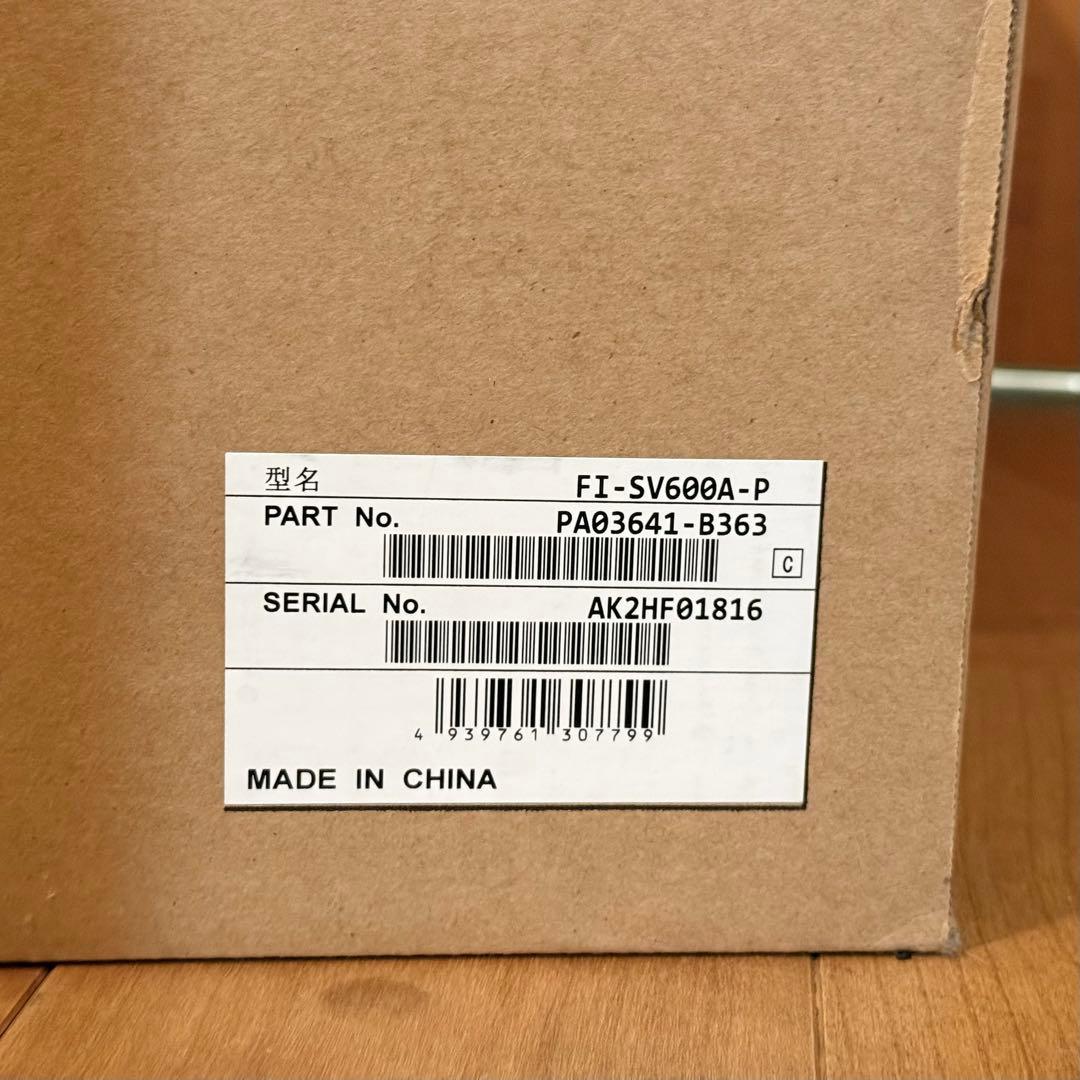 型名 FI-SV600A-P
PART No. PA03641-B363
C
SERIAL No. AK2HF01816
4 939761 307799
MADE IN CHINA